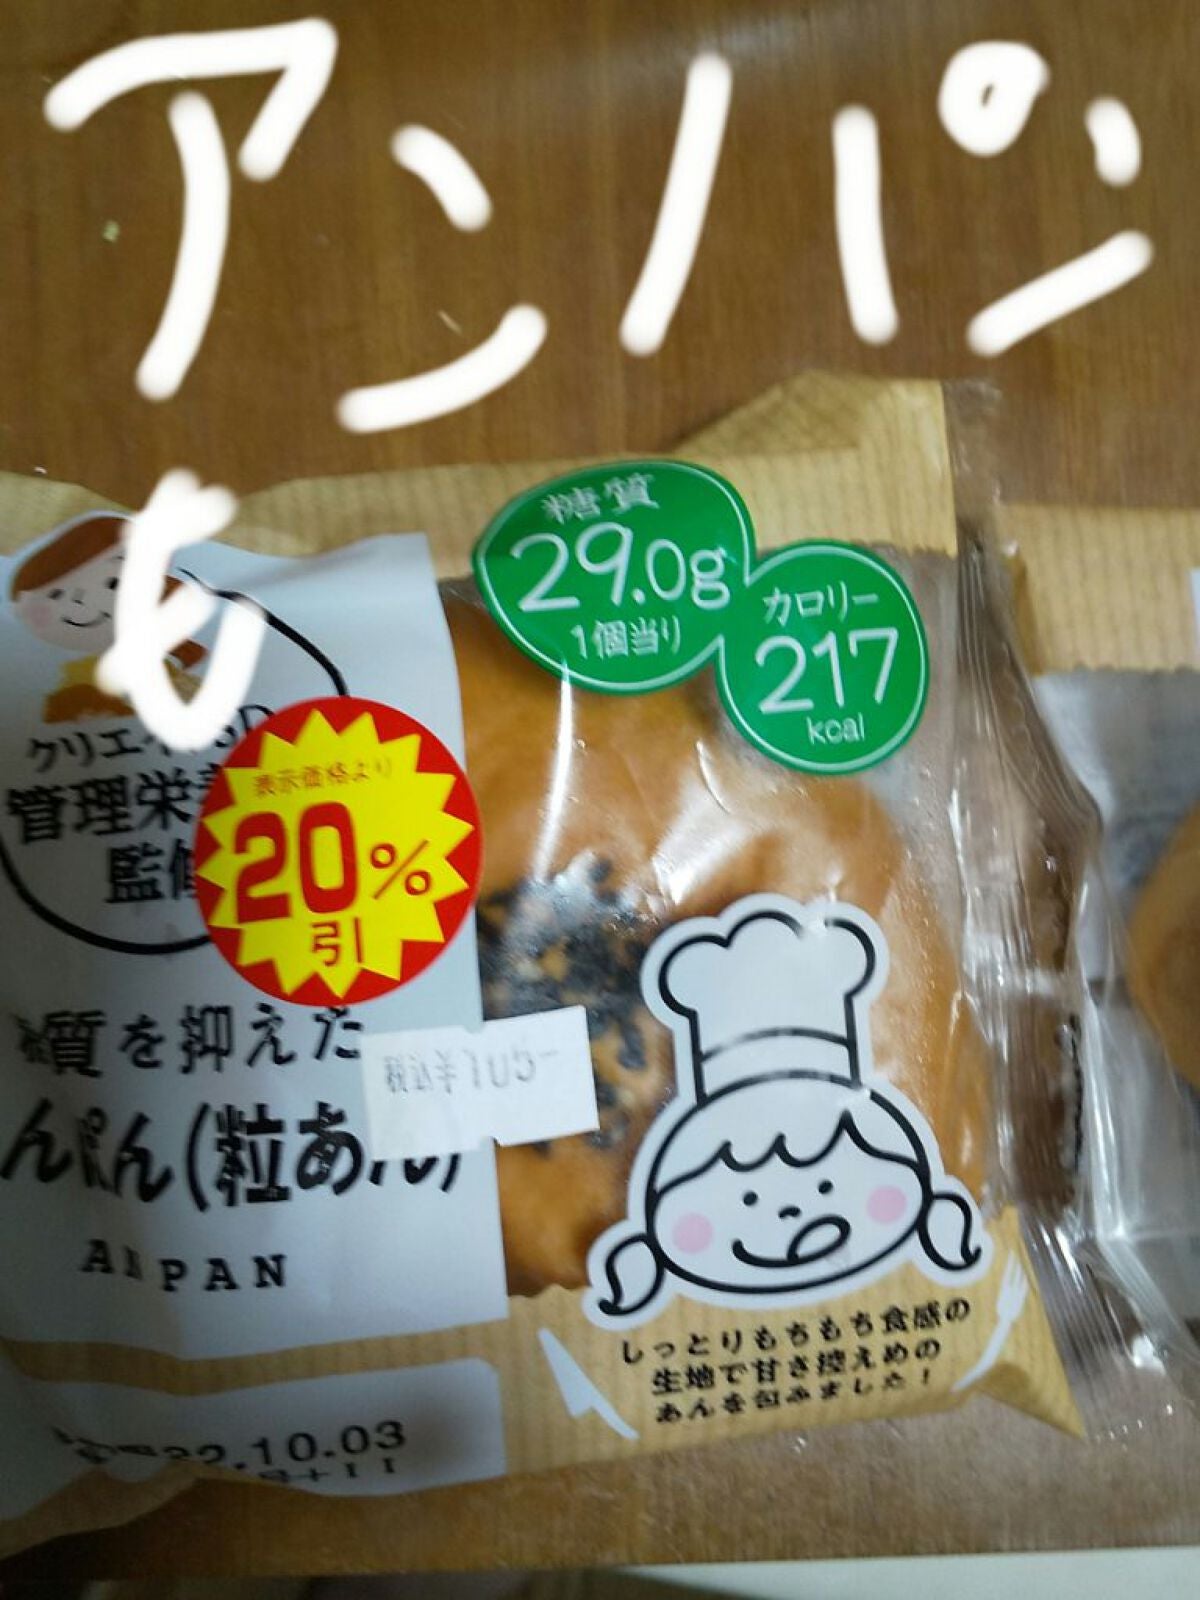 アンパン
も
糖質
29.0g
1個当り
カロリー
217
kcal
管理栄
監修
表示価格より
20%
引
質を抑えた
税込¥105-
んぱん(粒あん)
ANPAN
しっとりもちもち食感の
生地で甘さ控えめの
あんを包みました!
22.10.03